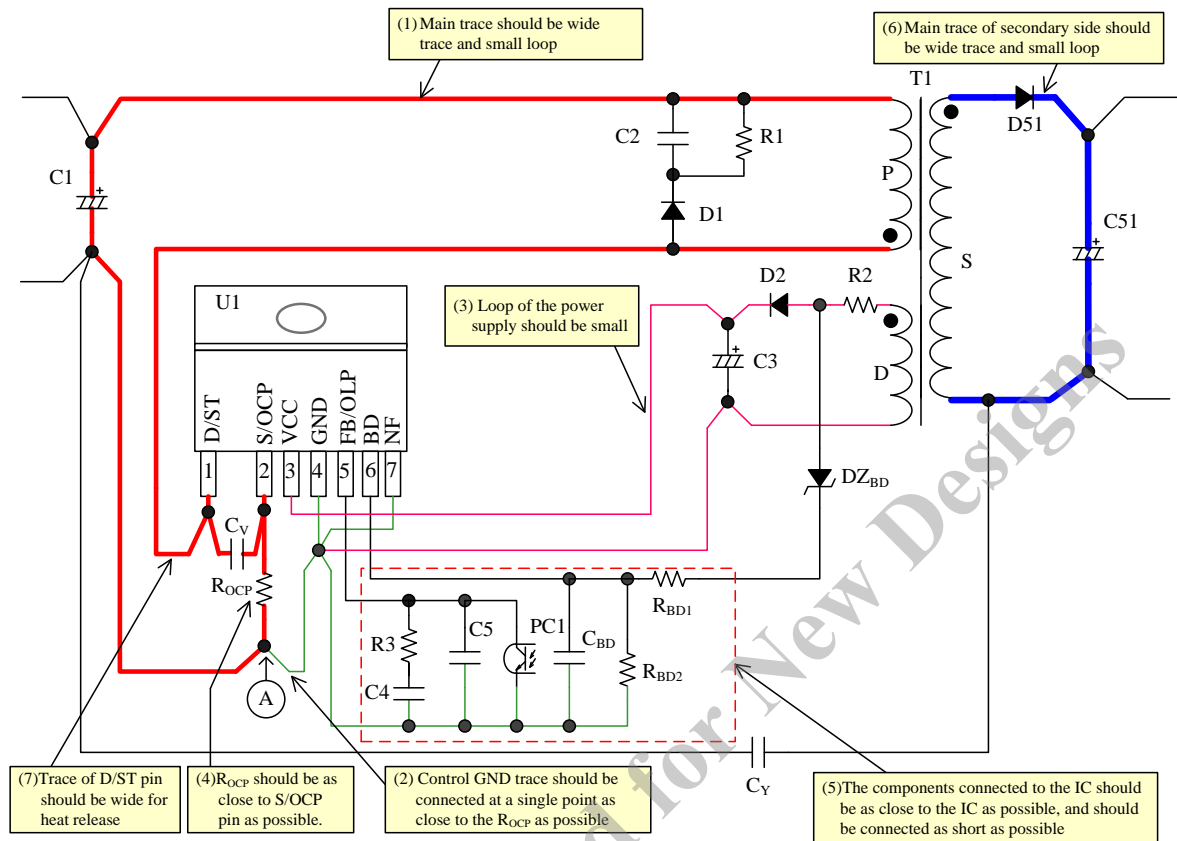 (1) Main trace should be wide
trace and small loop
(6) Main trace of secondary side should
be wide trace and small loop
T1
D51
C1
C2
R1
P
D1
S
C51
U1
(3) Loop of the power
supply should be small
D2
R2
C3
D
D/ST
S/OCP
VCC
GND
FB/OLP
BD
NF
1
2
3
4
5
6
7
DZBD
CV
ROCP
RBD1
R3
C5
PC1
CBD
RBD2
C4
A
CY
(7) Trace of D/ST pin
should be wide for
heat release
(4) ROCP should be as
close to S/OCP
pin as possible.
(2) Control GND trace should be
connected at a single point as
close to the ROCP as possible
(5) The components connected to the IC should
be as close to the IC as possible, and should
be connected as short as possible
d for New Designs